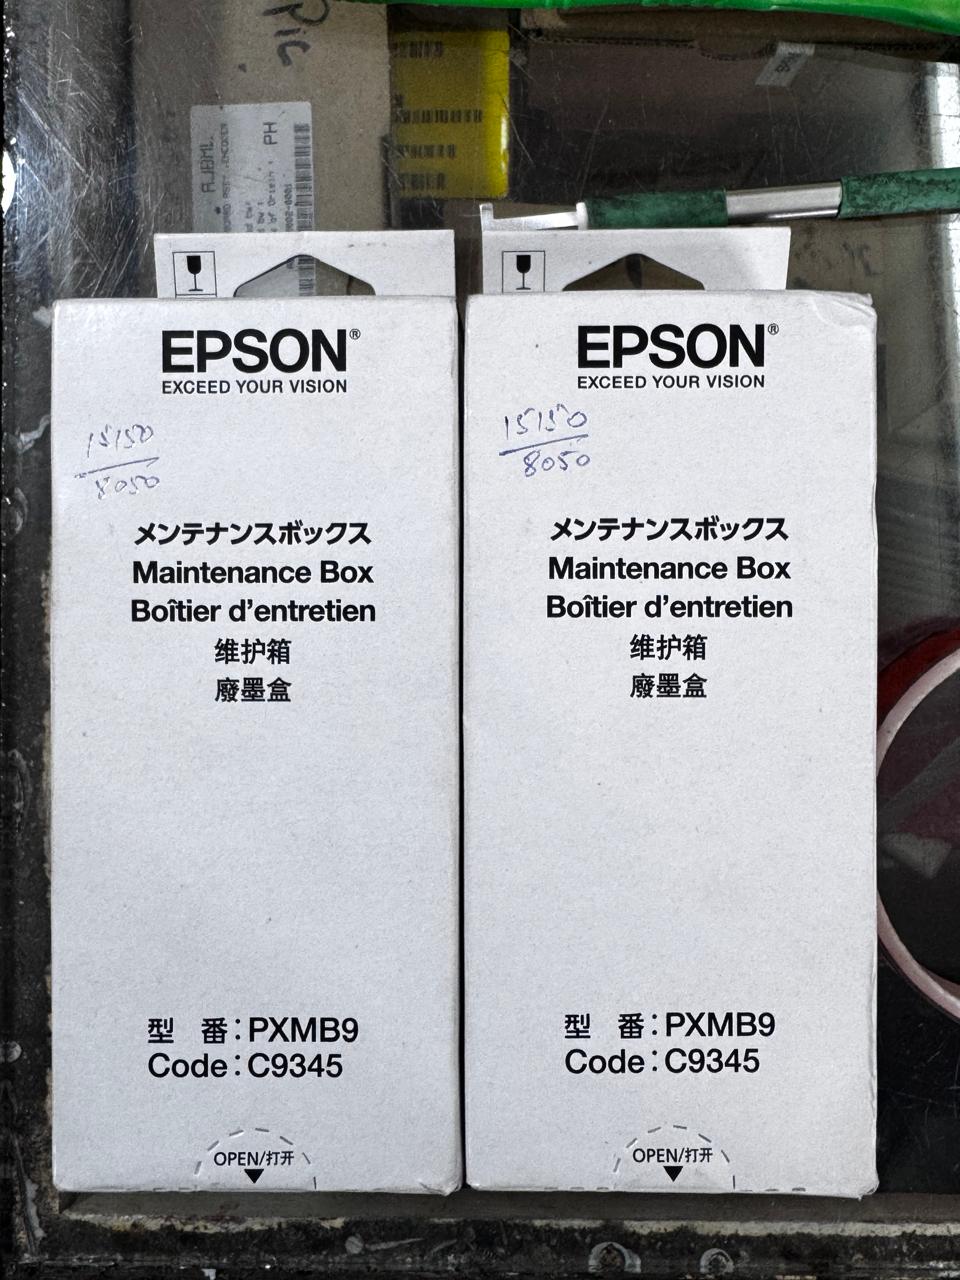 Ric
AJBML
PH
EPSON®
EXCEED YOUR VISION
15150
8050
メンテナンスボックス
Maintenance Box
Boîtier d'entretien
维护箱
廢墨盒
型 番:PXMB9
Code:C9345
OPEN/打开
EPSON®
EXCEED YOUR VISION
15150
8050
メンテナンスボックス
Maintenance Box
Boîtier d'entretien
维护箱
廢墨盒
型 番:PXMB9
Code:C9345
OPEN/打开